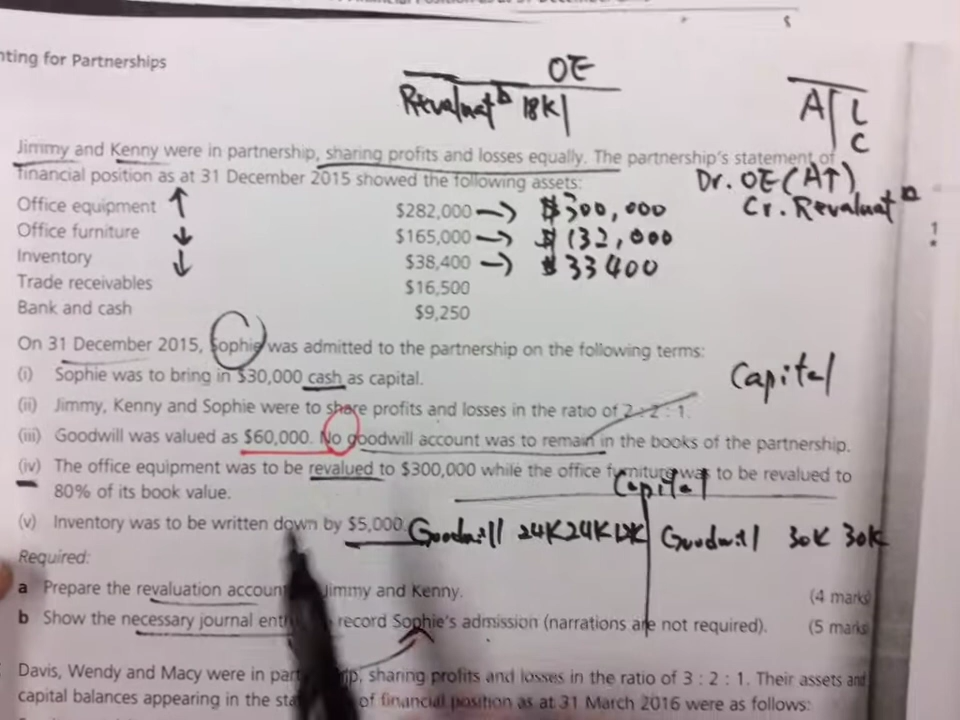 Financial Position as at 31 December
nting for Partnerships
OE
Revaluatⁿ 18K
A L
C
Jimmy and Kenny were in partnership, sharing profits and losses equally. The partnership's statement of
financial position as at 31 December 2015 showed the following assets:
Dr. OE (A↑)
Cr. Revaluatⁿ
Office equipment ↑ $282,000 → $300,000
Office furniture ↓ $165,000 → $132,000
Inventory ↓ $38,400 → $33400
Trade receivables $16,500
Bank and cash $9,250
1
*
On 31 December 2015, Sophie was admitted to the partnership on the following terms:
(i) Sophie was to bring in $30,000 cash as capital.
Capital
(ii) Jimmy, Kenny and Sophie were to share profits and losses in the ratio of 2 : 2 : 1.
(iii) Goodwill was valued as $60,000. No goodwill account was to remain in the books of the partnership.
(iv) The office equipment was to be revalued to $300,000 while the office furniture was to be revalued to
80% of its book value.
Capital
(v) Inventory was to be written down by $5,000.
Goodwill 24K 24K 12K Goodwill 30K 30K
Required:
a Prepare the revaluation account Jimmy and Kenny. (4 marks
b Show the necessary journal record Sophie's admission (narrations are not required). (5 marks
Davis, Wendy and Macy were in sharing profits and losses in the ratio of 3 : 2 : 1. Their assets and
capital balances appearing in the of financial position as at 31 March 2016 were as follows: